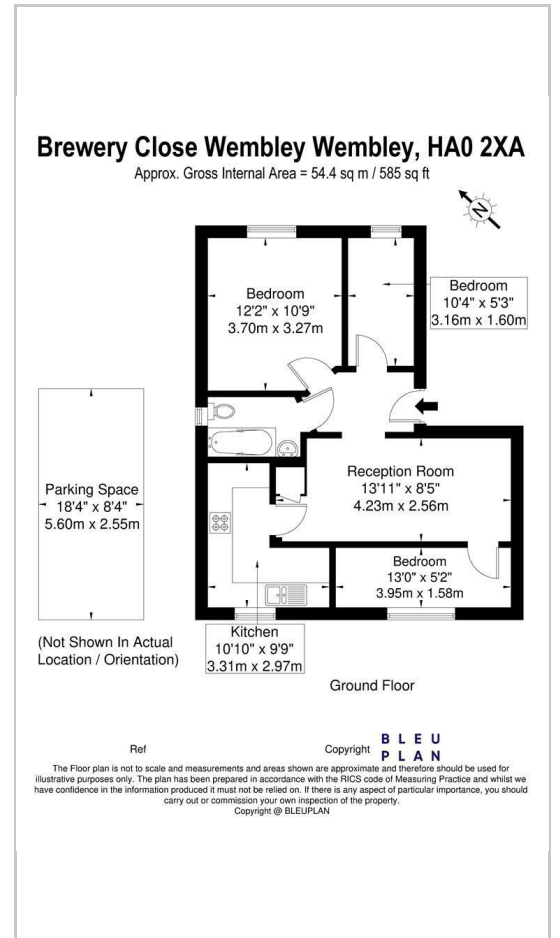 Brewery Close Wembley Wembley, HA0 2XA
Approx. Gross Internal Area = 54.4 sq m / 585 sq ft
N
Bedroom
12'2" x 10'9"
3.70m x 3.27m
Bedroom
10'4" x 5'3"
3.16m x 1.60m
Parking Space
18'4" x 8'4"
5.60m x 2.55m
Reception Room
13'11" x 8'5"
4.23m x 2.56m
Bedroom
13'0" x 5'2"
3.95m x 1.58m
(Not Shown In Actual
Location / Orientation)
Kitchen
10'10" x 9'9"
3.31m x 2.97m
Ground Floor
Ref
Copyright
BLEU
PLAN
The Floor plan is not to scale and measurements and areas shown are approximate and therefore should be used for
illustrative purposes only. The plan has been prepared in accordance with the RICS code of Measuring Practice and whilst we
have confidence in the information produced it must not be relied on. If there is any aspect of particular importance, you should
carry out or commission your own inspection of the property.
Copyright @ BLEUPLAN